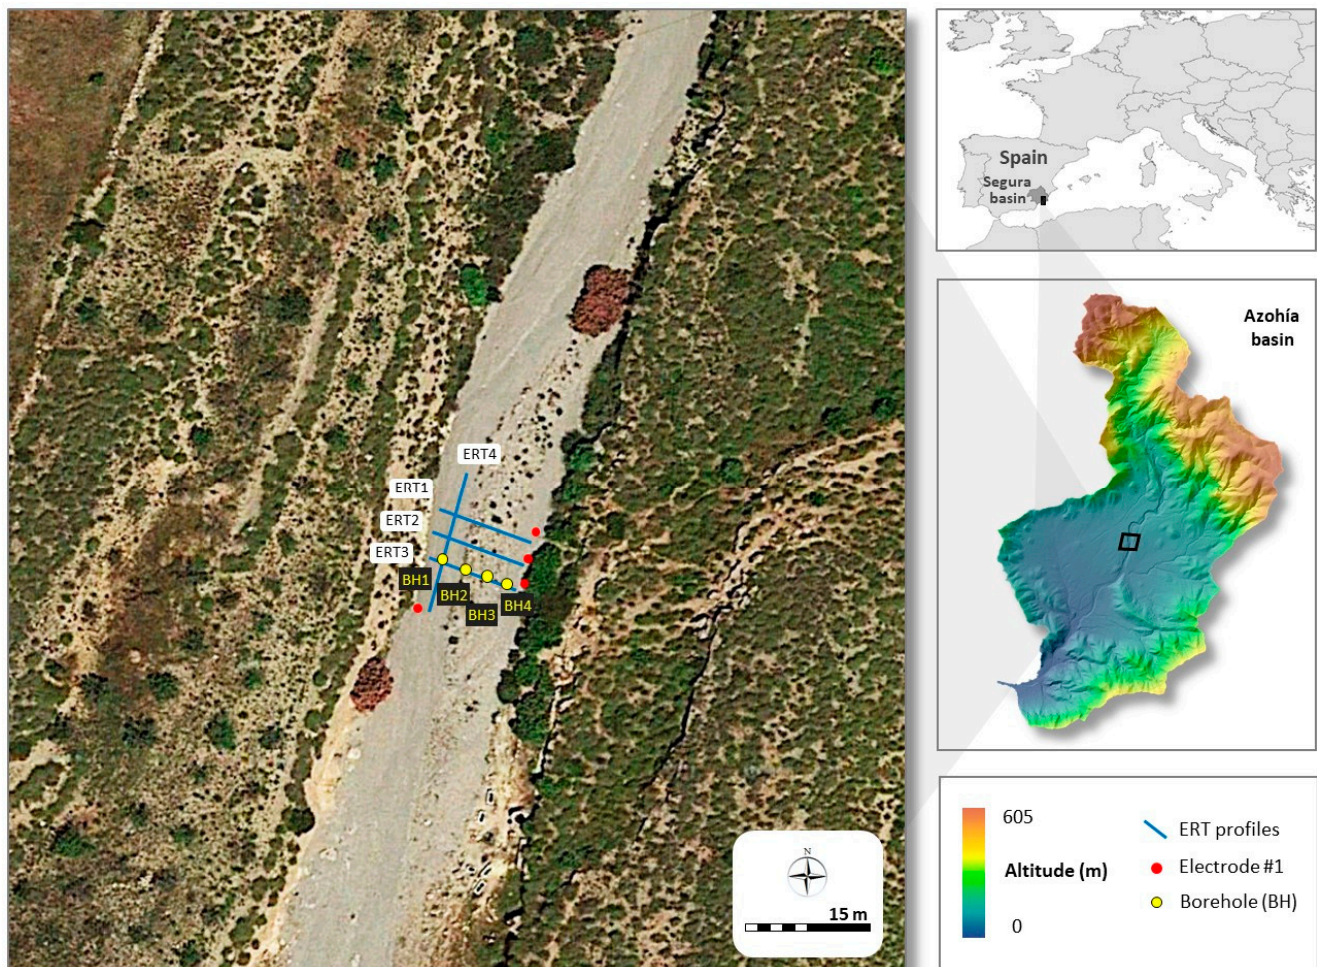 ERT4
ERT1
ERT2
ERT3
BH1
BH2
BH3
BH4
N
15 m
Spain
Segura
basin
Azohía
basin
605
Altitude (m)
0
ERT profiles
Electrode #1
Borehole (BH)